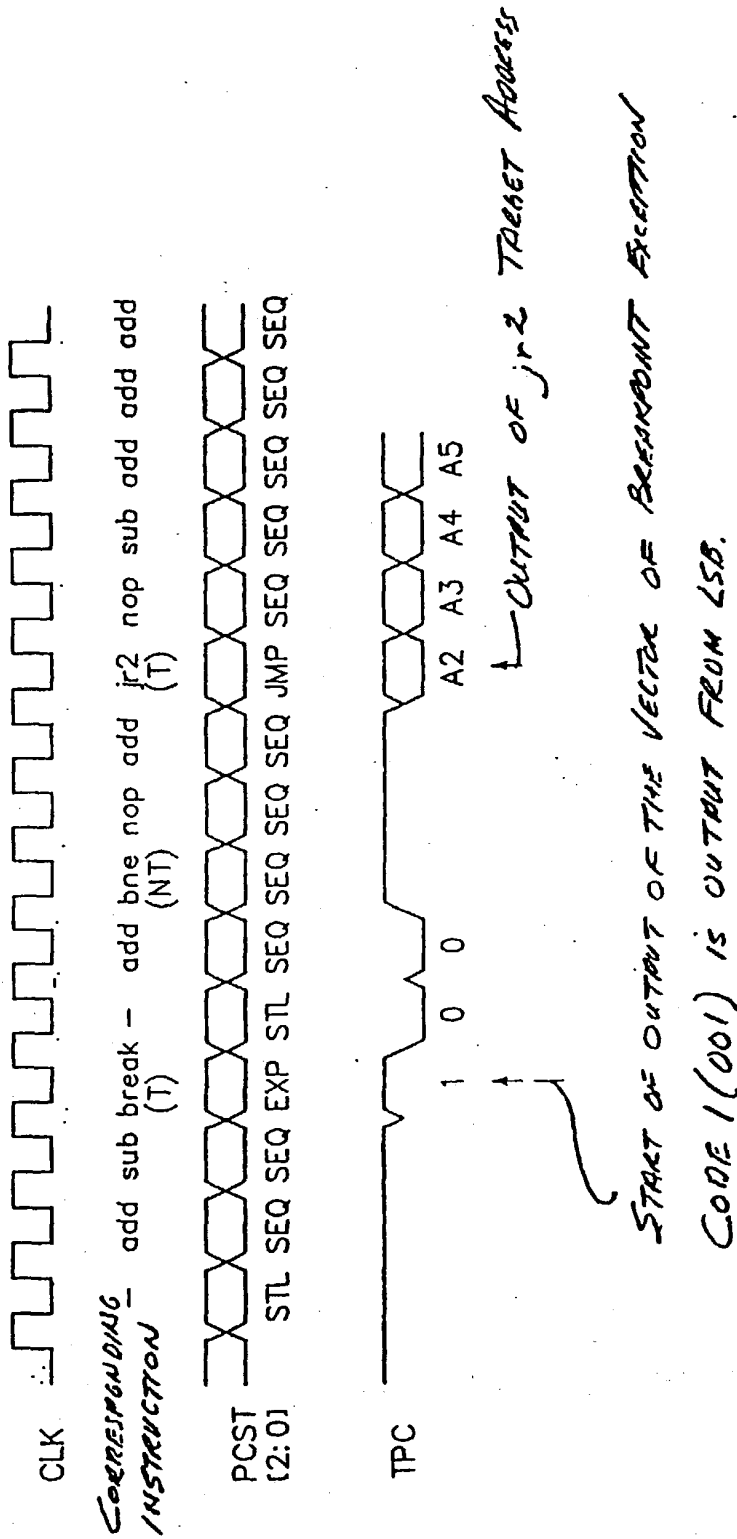 CLK
CORRESPONDING INSTRUCTION
– add sub break – add bne nop add jr2 nop sub add add add
(T) (NT) (T)
PCST [2:0]
STL SEQ SEQ EXP STL SEQ SEQ SEQ SEQ JMP SEQ SEQ SEQ SEQ SEQ
TPC
1 0 0 A2 A3 A4 A5
OUTPUT OF jr2 TARGET ADDRESS
START OF OUTPUT OF THE VECTOR OF BREAKPOINT EXCEPTION
CODE 1(001) is OUTPUT FROM LSB.